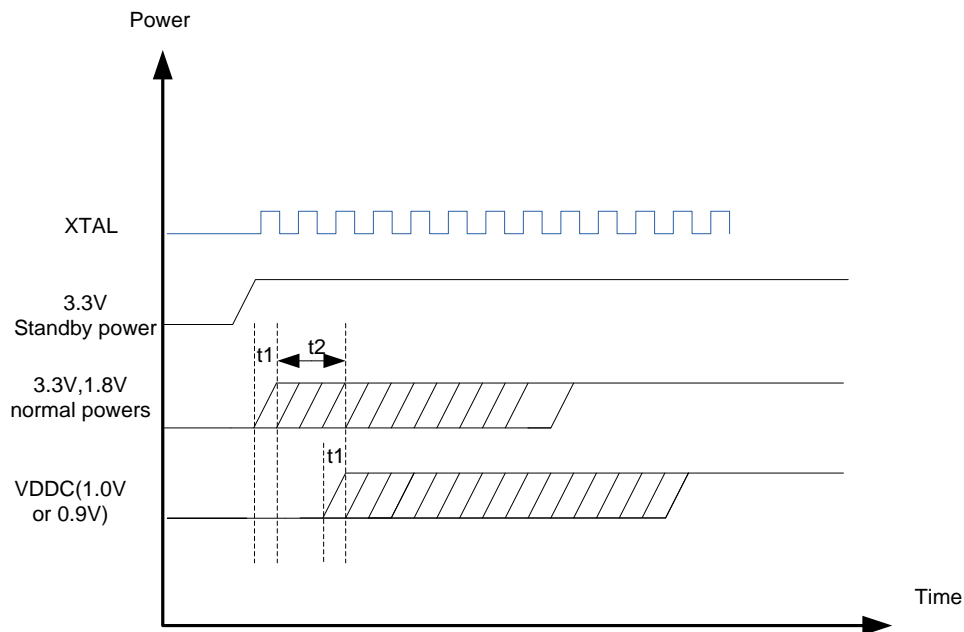 Power
XTAL
3.3V
Standby power
t1
t2
3.3V,1.8V
normal powers
t1
VDDC(1.0V
or 0.9V)
Time